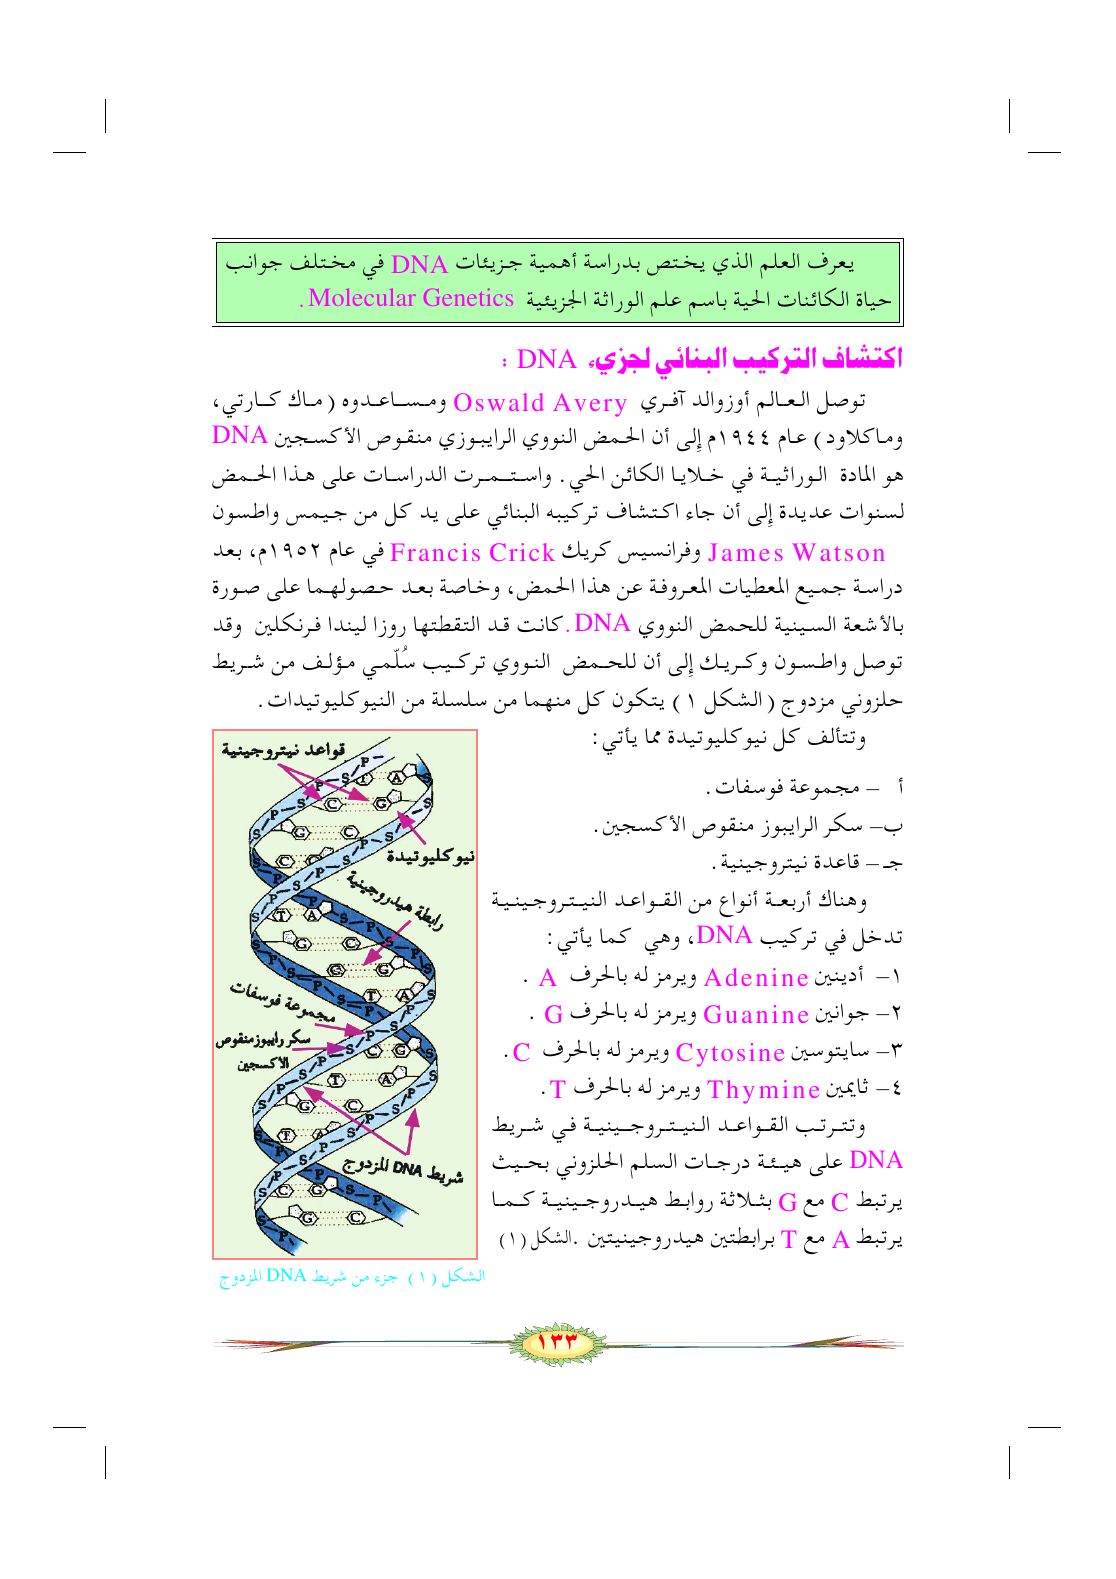 يعرف العلم الذي يختص بدراسة أهمية جزيئات DNA في مختلف جوانب
حياة الكائنات الحية باسم علم الوراثة الجزيئية Molecular Genetics .
اكتشاف التركيب البنائي لجزيء DNA :
توصل العالم أوزوالد آفري Oswald Avery ومساعدوه ( ماك كارتي،
وماكلاود ) عام ١٩٤٤م إلى أن الحمض النووي الرايبوزي منقوص الأكسجين DNA
هو المادة الوراثية في خلايا الكائن الحي . واستمرت الدراسات على هذا الحمض
لسنوات عديدة إلى أن جاء اكتشاف تركيبه البنائي على يد كل من جيمس واطسون
James Watson وفرانسيس كريك Francis Crick في عام ١٩٥٢م، بعد
دراسة جميع المعطيات المعروفة عن هذا الحمض، وخاصة بعد حصولهما على صورة
بالأشعة السينية للحمض النووي DNA .كانت قد التقطتها روزا ليندا فرنكلين وقد
توصل واطسون وكريك إلى أن للحمض النووي تركيب سُلّمي مؤلف من شريط
حلزوني مزدوج ( الشكل ١ ) يتكون كل منهما من سلسلة من النيوكليوتيدات .
وتتألف كل نيوكليوتيدة مما يأتي :
أ – مجموعة فوسفات .
ب– سكر الرايبوز منقوص الأكسجين .
جـ – قاعدة نيتروجينية .
وهناك أربعة أنواع من القواعد النيتروجينية
تدخل في تركيب DNA، وهي كما يأتي :
١– أدينين Adenine ويرمز له بالحرف A .
٢– جوانين Guanine ويرمز له بالحرف G .
٣– سايتوسين Cytosine ويرمز له بالحرف C .
٤– ثايمين Thymine ويرمز له بالحرف T .
وتترتب القواعد النيتروجينية في شريط
DNA على هيئة درجات السلم الحلزوني بحيث
يرتبط C مع G بثلاثة روابط هيدروجينية كما
يرتبط A مع T برابطتين هيدروجينيتين .الشكل ( ١ )
قواعد نيتروجينية
نيوكليوتيدة
رابطة هيدروجينية
مجموعة فوسفات
سكر رايبوز منقوص
الأكسجين
شريط DNA المزدوج
الشكل ( ١ ) جزء من شريط DNA المزدوج
١٣٣